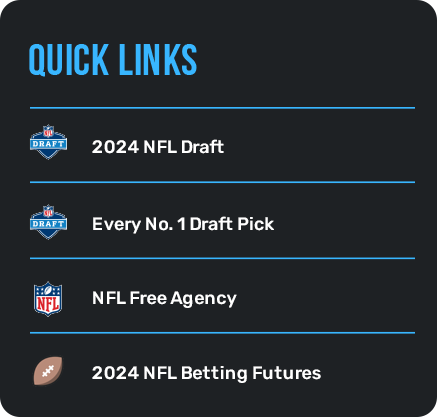 QUICK LINKS
DRAFT
2024 NFL Draft
DRAFT
Every No. 1 Draft Pick
NFL
NFL Free Agency
2024 NFL Betting Futures